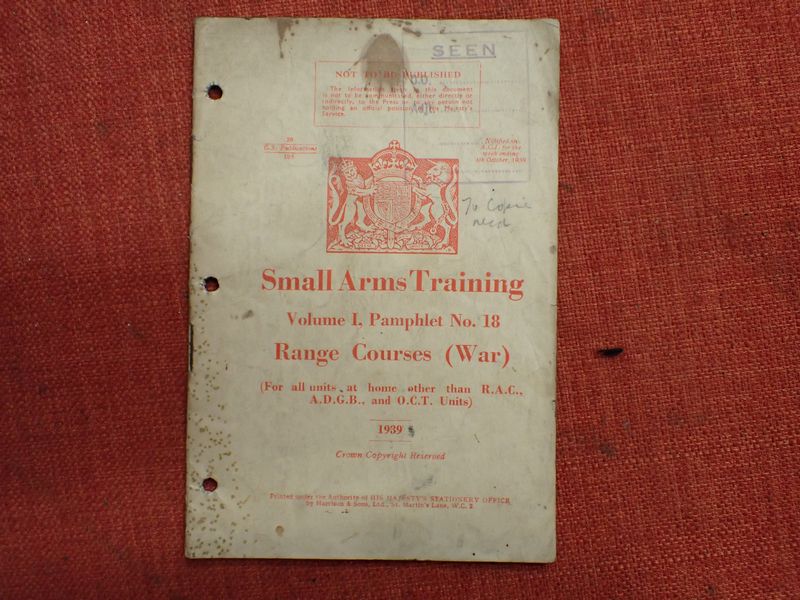 SEEN
NOT TO BE PUBLISHED
The information given in this document
is not to be communicated, either directly or
indirectly, to the Press or to any person not
holding an official position in His Majesty's
Service.
Notified in
A.C.I. for the
week ending
4th October, 1939
G.S. Publications
To Copie
need
Small Arms Training
Volume I, Pamphlet No. 18
Range Courses (War)
(For all units at home other than R.A.C.,
A.D.G.B., and O.C.T. Units)
1939
Crown Copyright Reserved
Printed under the Authority of HIS MAJESTY'S STATIONERY OFFICE
by Harrison & Sons, Ltd., St. Martin's Lane, W.C. 2